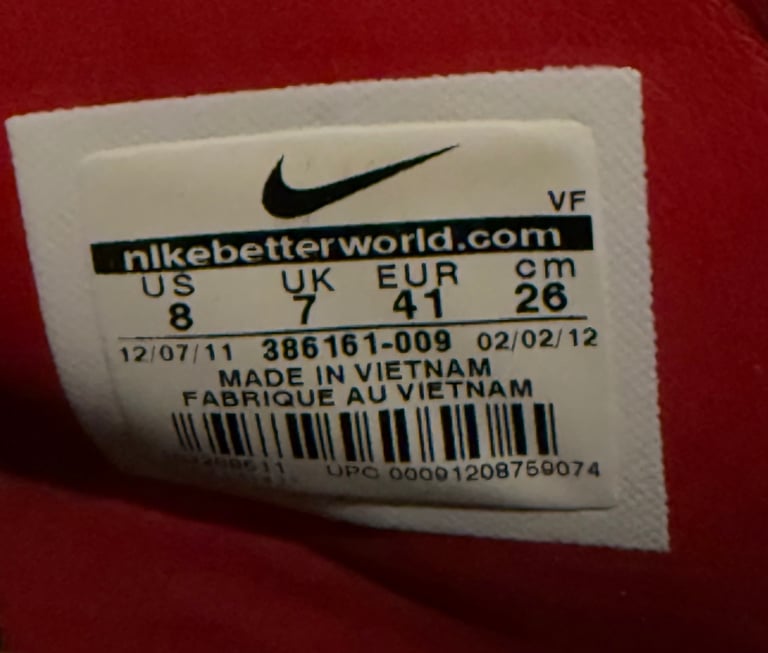 VF
nikebetterworld.com
US UK EUR cm
8 7 41 26
12/07/11 386161-009 02/02/12
MADE IN VIETNAM
FABRIQUE AU VIETNAM
UPC 00091208759074